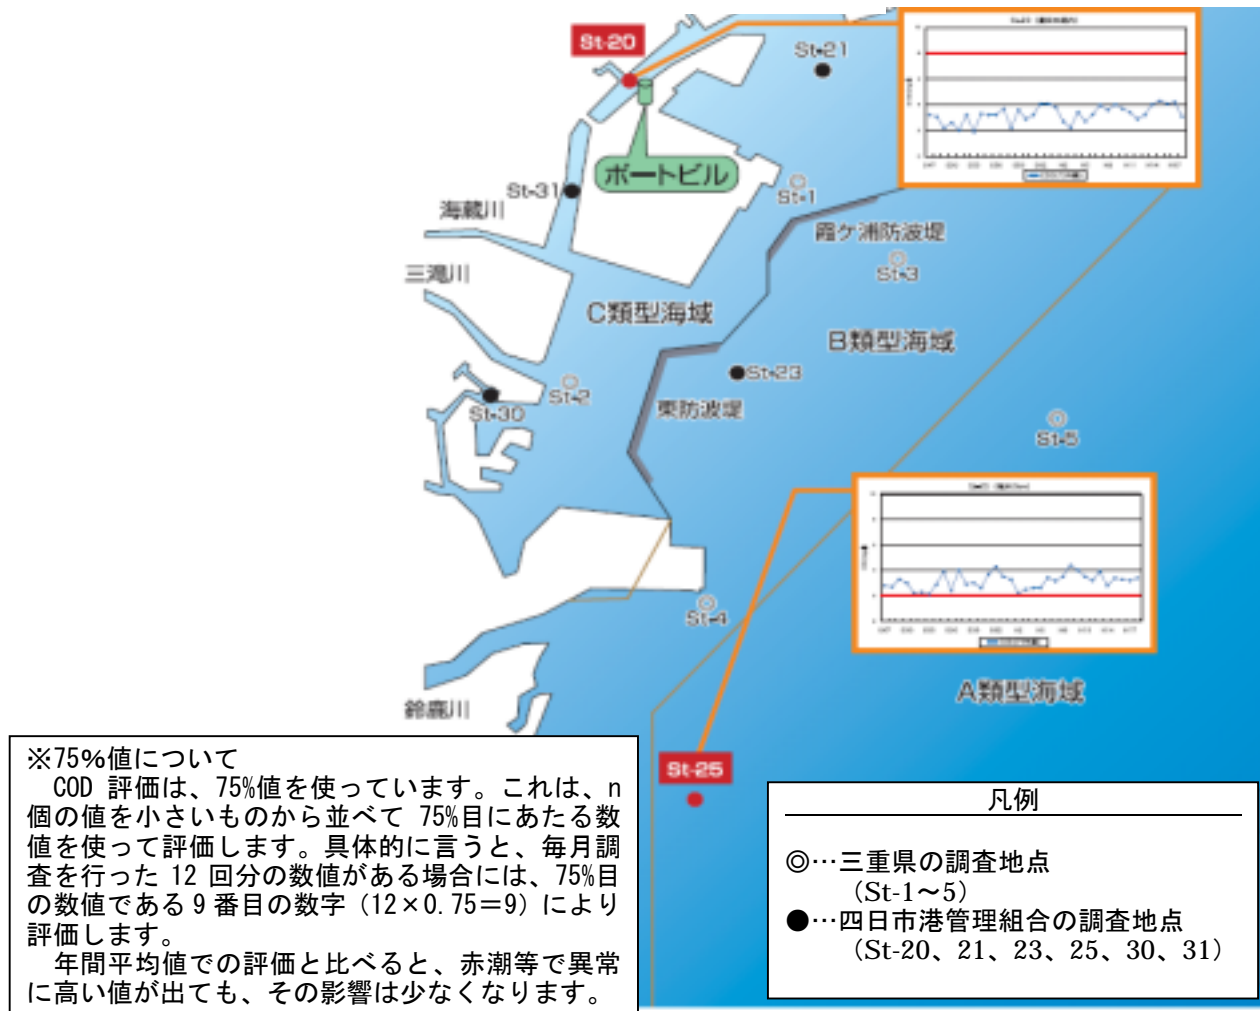 St-20
St-21
ポートビル
St-31
St-1
海蔵川
霞ケ浦防波堤
St-3
三滝川
C類型海域
B類型海域
St-23
St-2
St-30
東防波堤
St-5
St-4
A類型海域
鈴鹿川
St-25
※75%値について
COD 評価は、75%値を使っています。これは、n
個の値を小さいものから並べて 75%目にあたる数
値を使って評価します。具体的に言うと、毎月調
査を行った 12 回分の数値がある場合には、75%目
の数値である 9 番目の数字（12×0.75＝9）により
評価します。
年間平均値での評価と比べると、赤潮等で異常
に高い値が出ても、その影響は少なくなります。
凡例
◎…三重県の調査地点
（St-1～5）
●…四日市港管理組合の調査地点
（St-20、21、23、25、30、31）